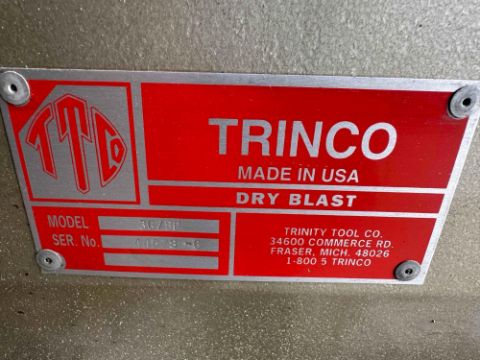 TTCo
TRINCO
MADE IN USA
DRY BLAST
MODEL
SER. No.
TRINITY TOOL CO.
34600 COMMERCE RD.
FRASER, MICH. 48026
1-800 5 TRINCO